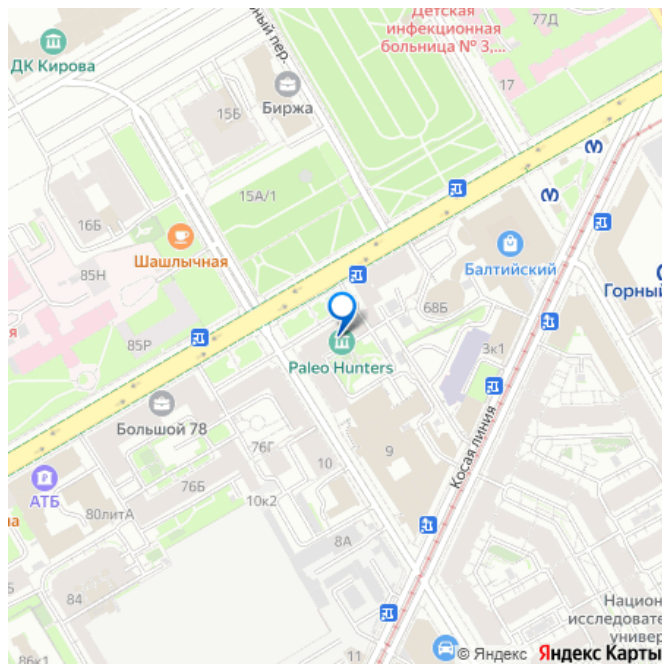 Детская
инфекционная
больница № 3,...
77Д
ДК Кирова
ный пер.
17
15Б
Биржа
15А/1
16Б
Шашлычная
85Н
Балтийский
Горный
68Б
85Р
3к1
Paleo Hunters
Большой 78
76Г
Косая линия
10
9
АТБ
76Б
10к2
80литА
8А
84
Национ
исследовате
универ
11
86к1
© Яндекс Яндекс Карты